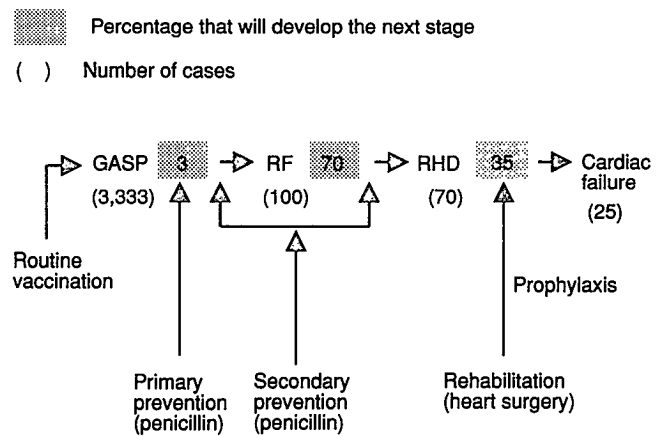 Percentage that will develop the next stage
( ) Number of cases
GASP 3 RF 70 RHD 35 Cardiac
failure
(3,333) (100) (70) (25)
Routine
vaccination
Prophylaxis
Primary
prevention
(penicillin)
Secondary
prevention
(penicillin)
Rehabilitation
(heart surgery)